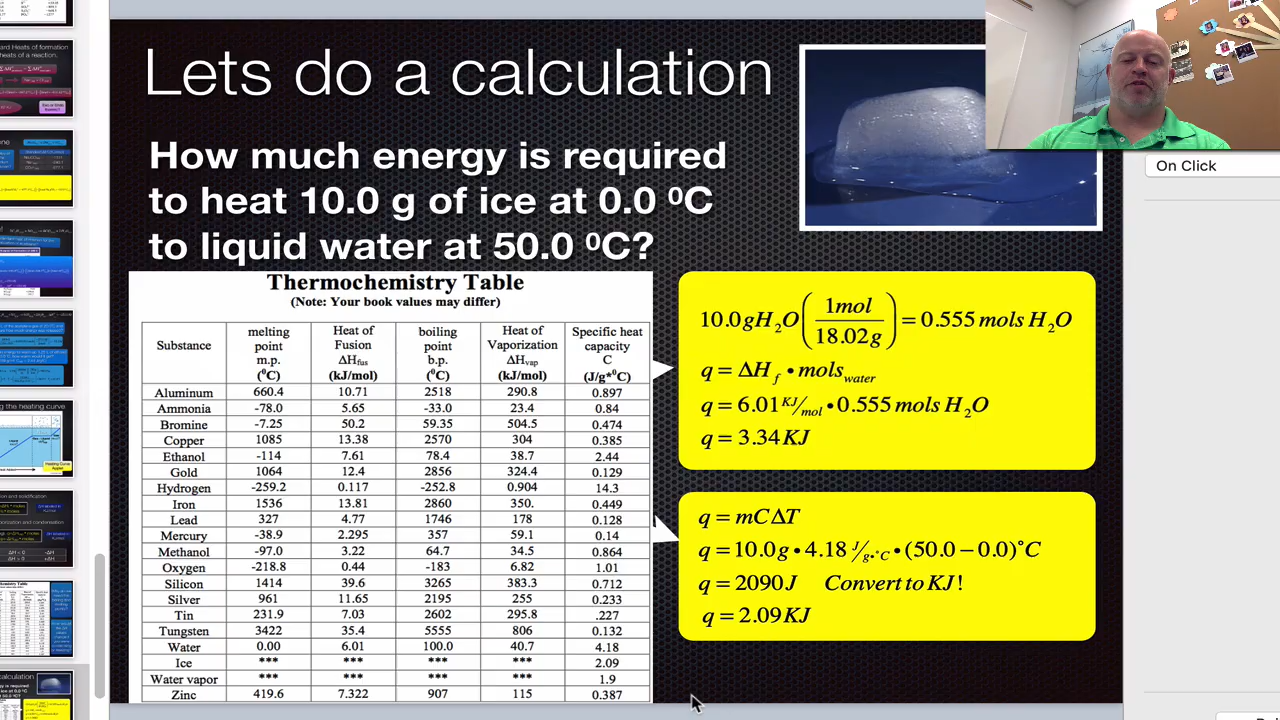 Lets do a calculation
How much energy is required
to heat 10.0 g of ice at 0.0 ⁰C
to liquid water at 50.0 ⁰C?
On Click
Thermochemistry Table
(Note: Your book values may differ)
Substance melting point m.p. (⁰C) Heat of Fusion ΔHfus (kJ/mol) boiling point b.p. (⁰C) Heat of Vaporization ΔHvap (kJ/mol) Specific heat capacity C (J/g*⁰C)
Aluminum 660.4 10.71 2518 290.8 0.897
Ammonia -78.0 5.65 -33.0 23.4 0.84
Bromine -7.25 50.2 59.35 504.5 0.474
Copper 1085 13.38 2570 304 0.385
Ethanol -114 7.61 78.4 38.7 2.44
Gold 1064 12.4 2856 324.4 0.129
Hydrogen -259.2 0.117 -252.8 0.904 14.3
Iron 1536 13.81 2860 350. 0.449
Lead 327 4.77 1746 178 0.128
Mercury -38.9 2.295 357 59.1 0.14
Methanol -97.0 3.22 64.7 34.5 0.864
Oxygen -218.8 0.44 -183 6.82 1.01
Silicon 1414 39.6 3265 383.3 0.712
Silver 961 11.65 2195 255 0.233
Tin 231.9 7.03 2602 295.8 .227
Tungsten 3422 35.4 5555 806 0.132
Water 0.00 6.01 100.0 40.7 4.18
Ice *** *** *** *** 2.09
Water vapor *** *** *** *** 1.9
Zinc 419.6 7.322 907 115 0.387
10.0gH₂O(1mol/18.02g) = 0.555 mols H₂O
q = ΔHf • molswater
q = 6.01 KJ/mol • 0.555 mols H₂O
q = 3.34KJ
q = mCΔT
q = 10.0g • 4.18 J/g•°C • (50.0 − 0.0)°C
q = 2090J Convert to KJ!
q = 2.09KJ